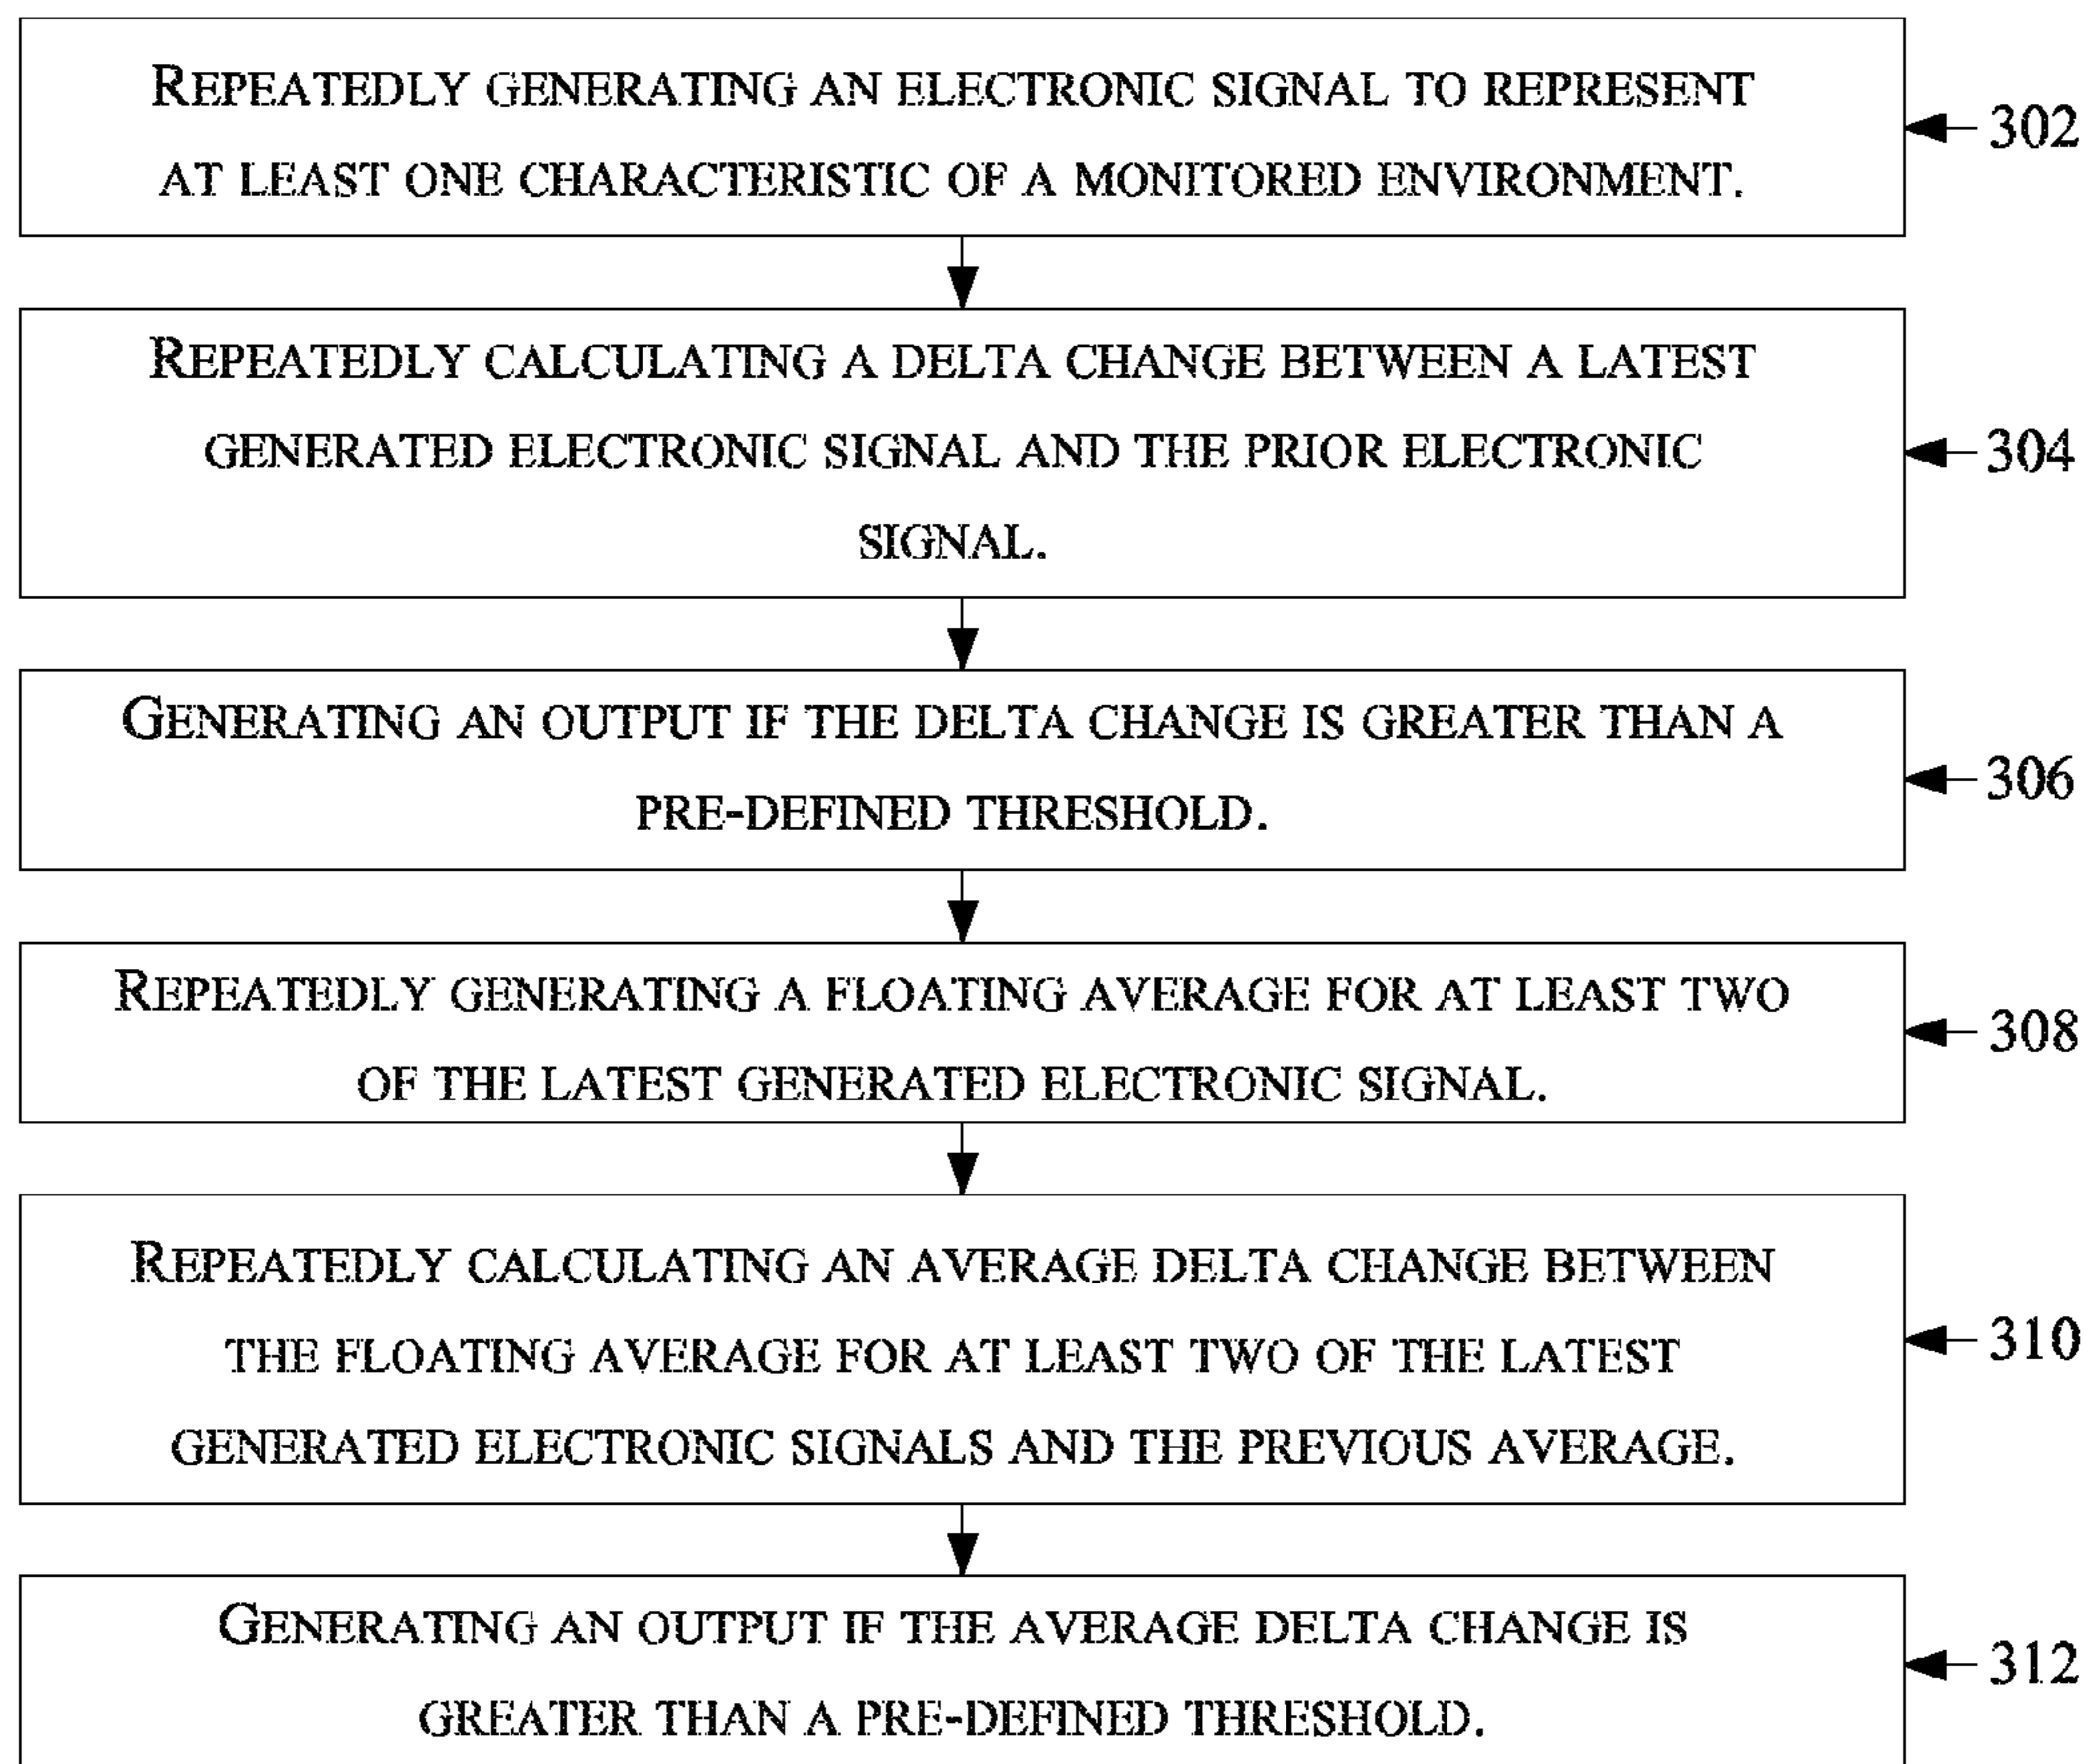 REPEATEDLY GENERATING AN ELECTRONIC SIGNAL TO REPRESENT
AT LEAST ONE CHARACTERISTIC OF A MONITORED ENVIRONMENT.
302
REPEATEDLY CALCULATING A DELTA CHANGE BETWEEN A LATEST
GENERATED ELECTRONIC SIGNAL AND THE PRIOR ELECTRONIC
SIGNAL.
304
GENERATING AN OUTPUT IF THE DELTA CHANGE IS GREATER THAN A
PRE-DEFINED THRESHOLD.
306
REPEATEDLY GENERATING A FLOATING AVERAGE FOR AT LEAST TWO
OF THE LATEST GENERATED ELECTRONIC SIGNAL.
308
REPEATEDLY CALCULATING AN AVERAGE DELTA CHANGE BETWEEN
THE FLOATING AVERAGE FOR AT LEAST TWO OF THE LATEST
GENERATED ELECTRONIC SIGNALS AND THE PREVIOUS AVERAGE.
310
GENERATING AN OUTPUT IF THE AVERAGE DELTA CHANGE IS
GREATER THAN A PRE-DEFINED THRESHOLD.
312